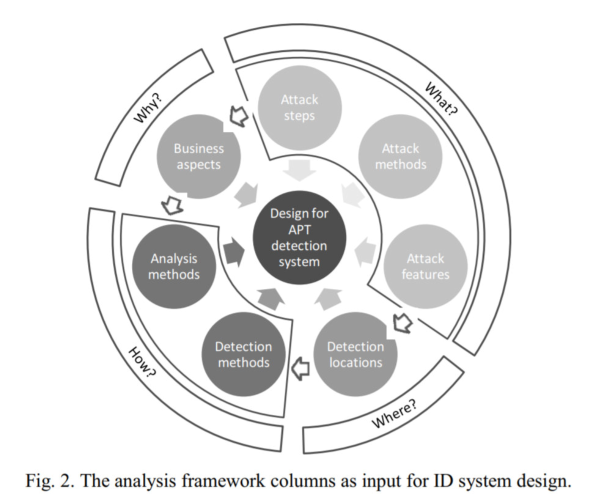 Why?
What?
Attack
steps
Attack
methods
Business
aspects
Design for
APT
detection
system
Attack
features
Analysis
methods
Detection
methods
Detection
locations
How?
Where?
Fig. 2. The analysis framework columns as input for ID system design.